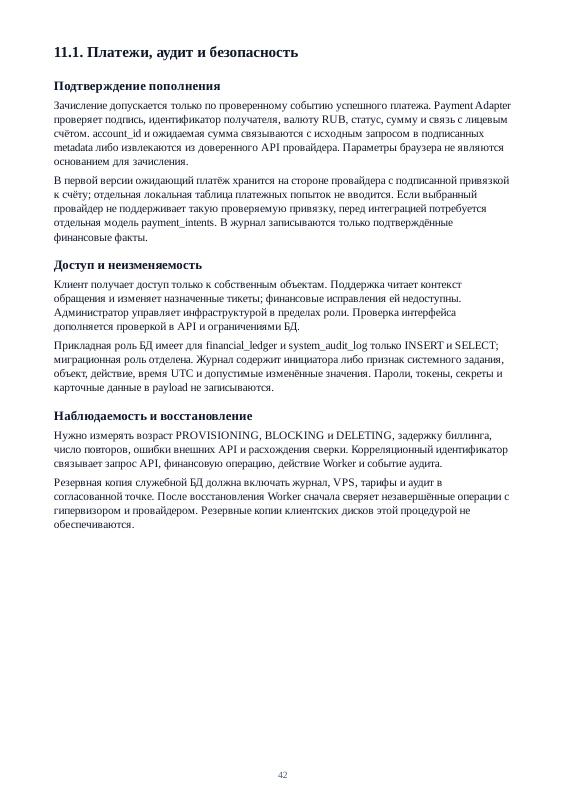 11.1. Платежи, аудит и безопасность
Подтверждение пополнения
Зачисление допускается только по проверенному событию успешного платежа. Payment Adapter
проверяет подпись, идентификатор получателя, валюту RUB, статус, сумму и связь с лицевым
счётом. account_id и ожидаемая сумма связываются с исходным запросом в подписанных
metadata либо извлекаются из доверенного API провайдера. Параметры браузера не являются
основанием для зачисления.
В первой версии ожидающий платёж хранится на стороне провайдера с подписанной привязкой
к счёту; отдельная локальная таблица платежных попыток не вводится. Если выбранный
провайдер не поддерживает такую проверяемую привязку, перед интеграцией потребуется
отдельная модель payment_intents. В журнал записываются только подтверждённые
финансовые факты.
Доступ и неизменяемость
Клиент получает доступ только к собственным объектам. Поддержка читает контекст
обращения и изменяет назначенные тикеты; финансовые исправления ей недоступны.
Администратор управляет инфраструктурой в пределах роли. Проверка интерфейса
дополняется проверкой в API и ограничениями БД.
Прикладная роль БД имеет для financial_ledger и system_audit_log только INSERT и SELECT;
миграционная роль отделена. Журнал содержит инициатора либо признак системного задания,
объект, действие, время UTC и допустимые изменённые значения. Пароли, токены, секреты и
карточные данные в payload не записываются.
Наблюдаемость и восстановление
Нужно измерять возраст PROVISIONING, BLOCKING и DELETING, задержку биллинга,
число повторов, ошибки внешних API и расхождения сверки. Корреляционный идентификатор
связывает запрос API, финансовую операцию, действие Worker и событие аудита.
Резервная копия служебной БД должна включать журнал, VPS, тарифы и аудит в
согласованной точке. После восстановления Worker сначала сверяет незавершённые операции с
гипервизором и провайдером. Резервные копии клиентских дисков этой процедурой не
обеспечиваются.
42